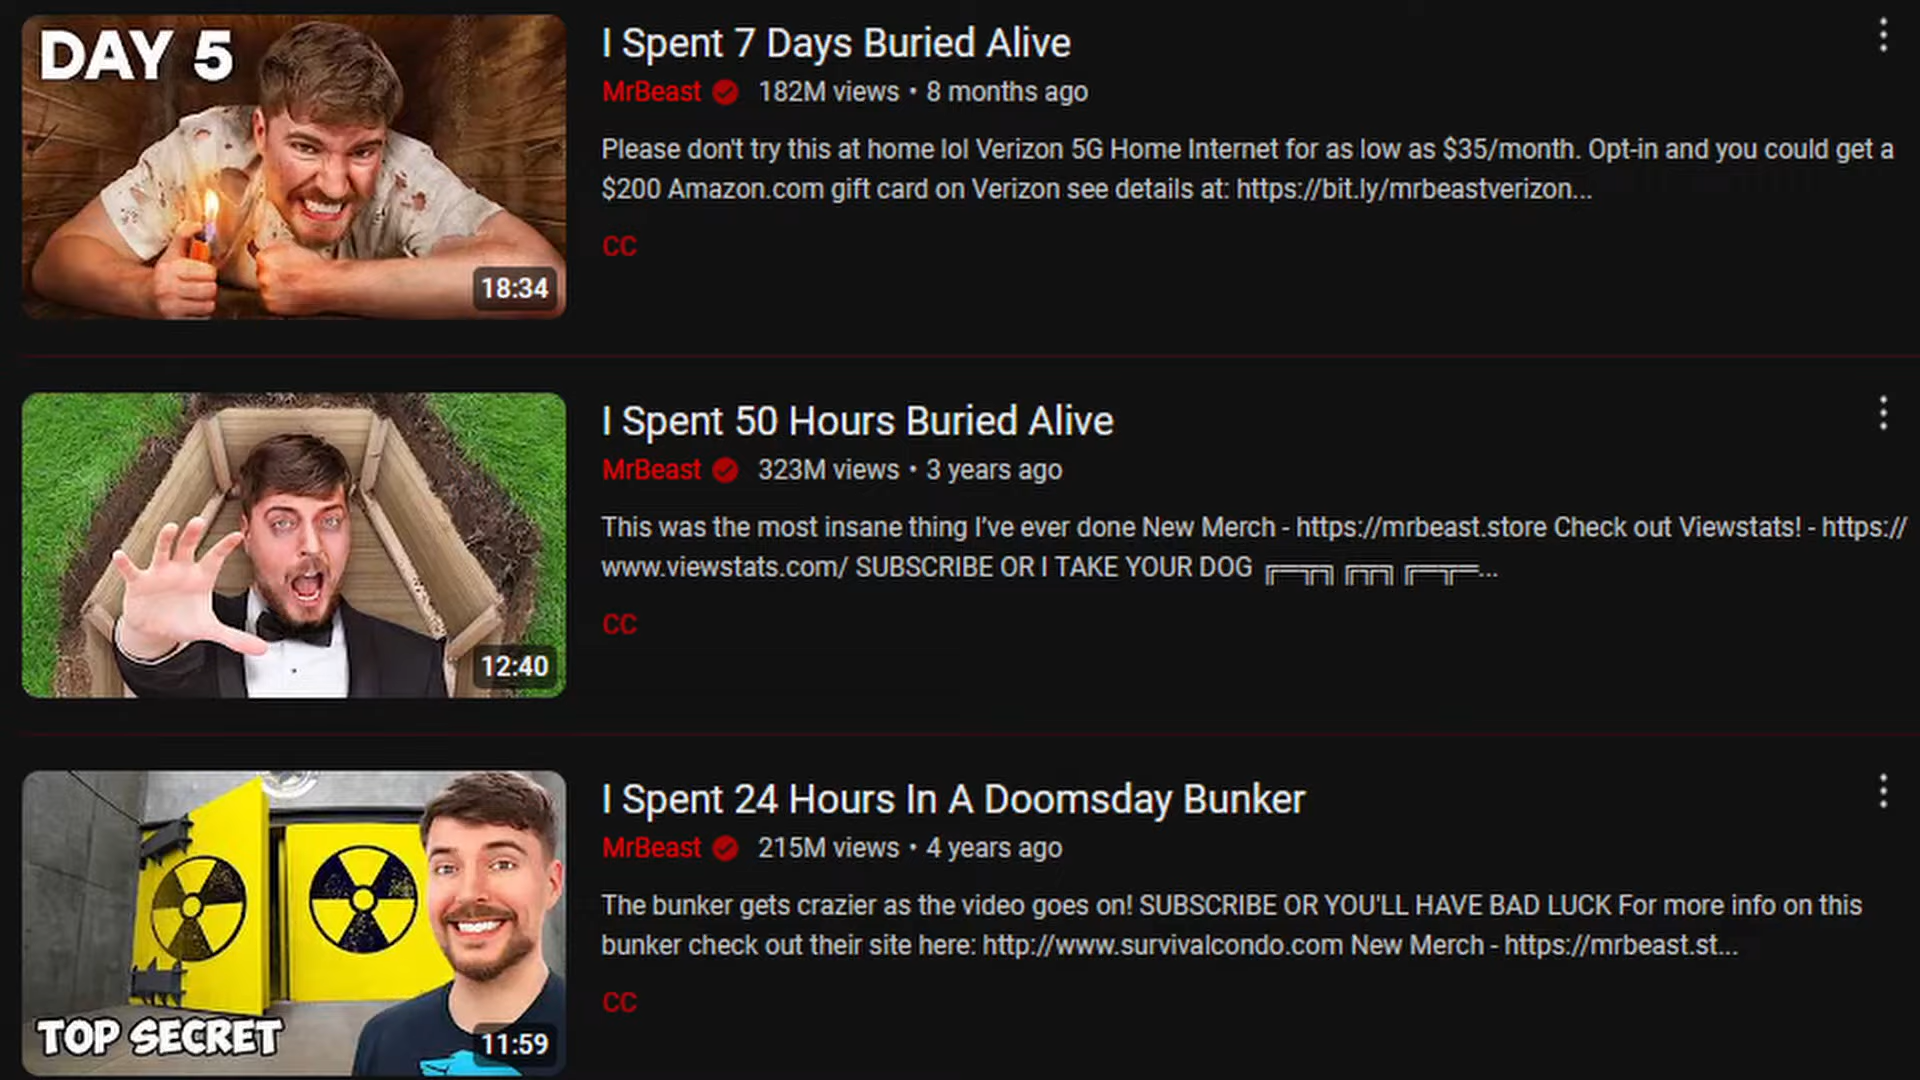 DAY 5
18:34
I Spent 7 Days Buried Alive
MrBeast 182M views • 8 months ago
Please don't try this at home lol Verizon 5G Home Internet for as low as $35/month. Opt-in and you could get a
$200 Amazon.com gift card on Verizon see details at: https://bit.ly/mrbeastverizon...
CC
12:40
I Spent 50 Hours Buried Alive
MrBeast 323M views • 3 years ago
This was the most insane thing I've ever done New Merch - https://mrbeast.store Check out Viewstats! - https://
www.viewstats.com/ SUBSCRIBE OR I TAKE YOUR DOG ╔═╦╗╔╦╗╔═╦═...
CC
TOP SECRET
11:59
I Spent 24 Hours In A Doomsday Bunker
MrBeast 215M views • 4 years ago
The bunker gets crazier as the video goes on! SUBSCRIBE OR YOU'LL HAVE BAD LUCK For more info on this
bunker check out their site here: http://www.survivalcondo.com New Merch - https://mrbeast.st...
CC